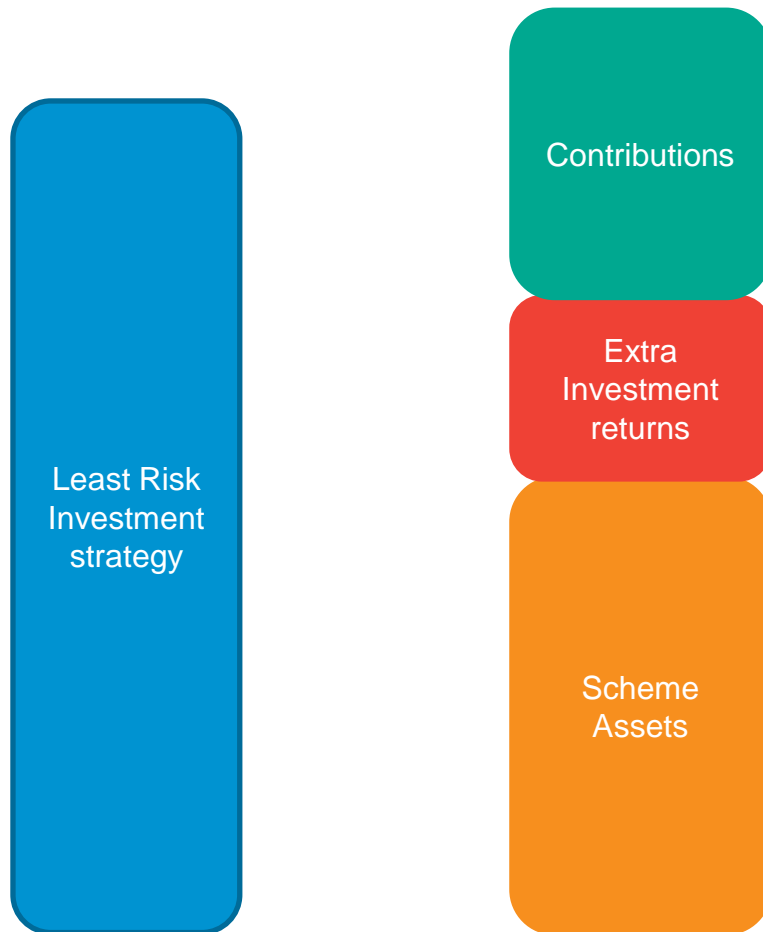 Contributions
Extra
Investment
returns
Least Risk
Investment
strategy
Scheme
Assets